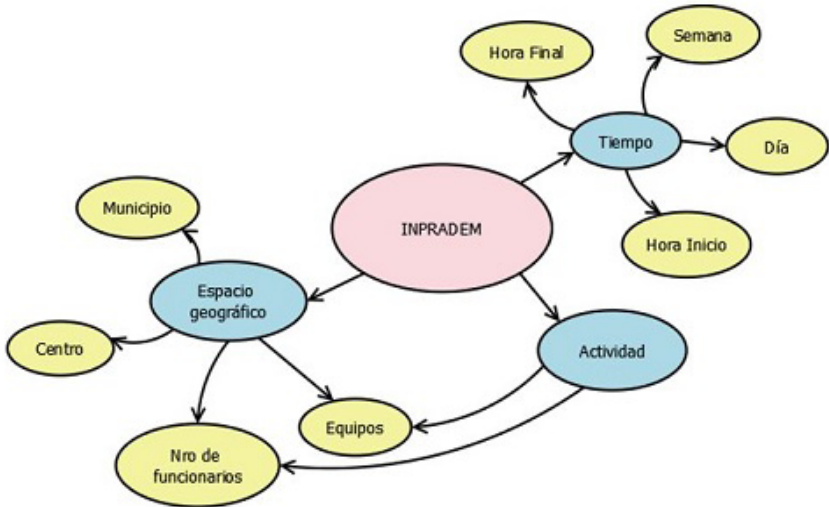 Semana
Hora Final
Tiempo
Día
Municipio
INPRADEM
Hora Inicio
Espacio
geográfico
Centro
Actividad
Equipos
Nro de
funcionarios